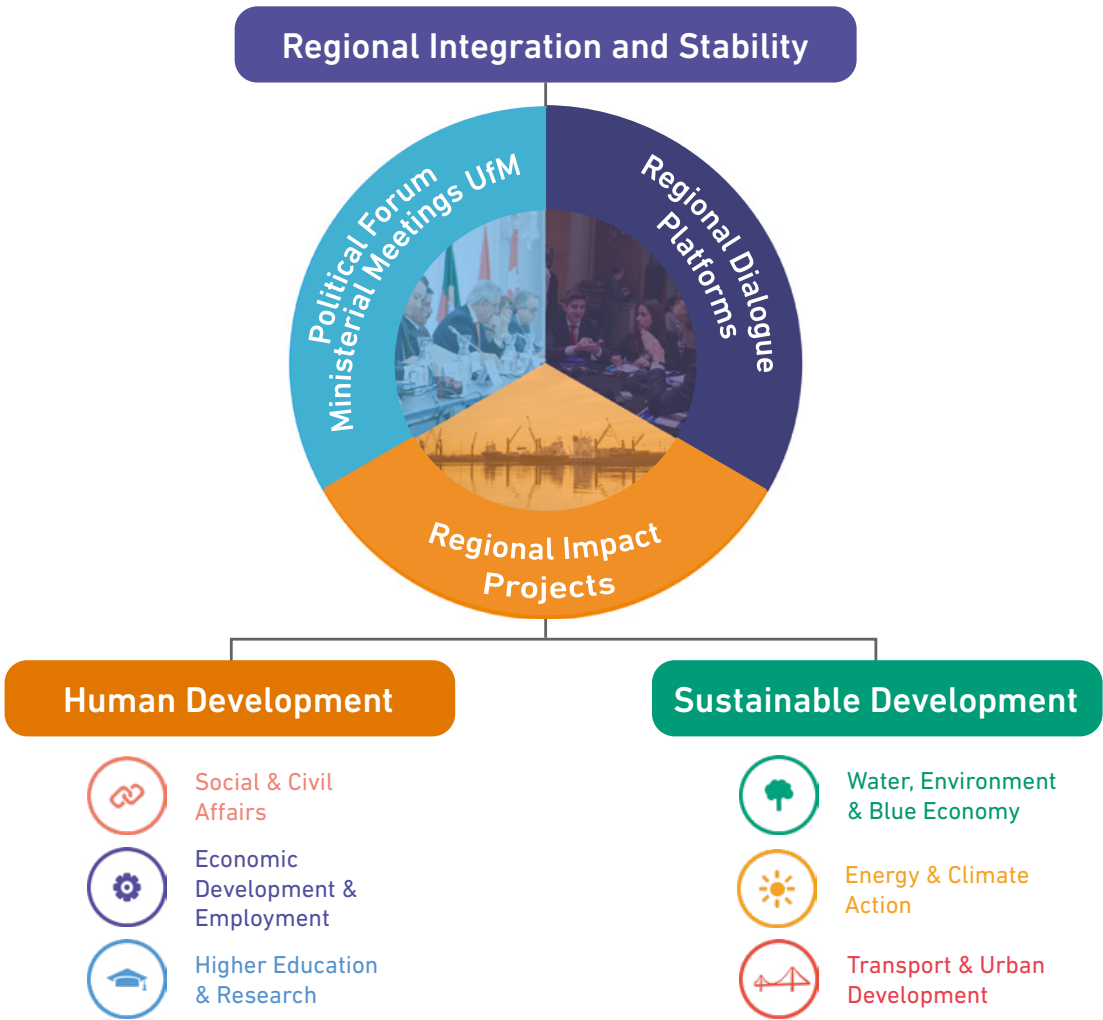 Regional Integration and Stability
Political Forum
Ministerial Meetings UfM
Regional Dialogue
Platforms
Regional Impact
Projects
Human Development
Social & Civil
Affairs
Economic
Development &
Employment
Higher Education
& Research
Sustainable Development
Water, Environment
& Blue Economy
Energy & Climate
Action
Transport & Urban
Development